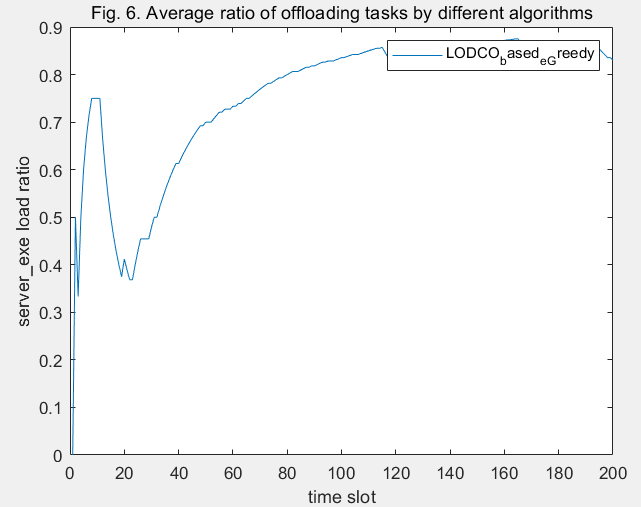 Fig. 6. Average ratio of offloading tasks by different algorithms
LODCO_based_eGreedy
server_exe load ratio
0.9
0.8
0.7
0.6
0.5
0.4
0.3
0.2
0.1
0
0 20 40 60 80 100 120 140 160 180 200
time slot